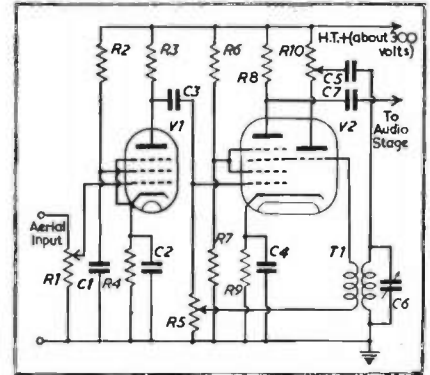 R2
R3
R6
R8
R10
H.T.+(about 300
volts)
C5
C7
C3
V1
V2
To
Audio
Stage
Aerial
Input
R1
C1
R4
C2
R5
R7
R9
C4
T1
C6